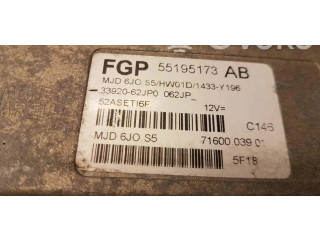 FGP 55195173 AB
MJD 6JO S5/HW01D/1433-Y196
33920-62JP0 062JP
52ASETI6F 12V=
C146
MJD 6JO S5 71600 039 01
5F18